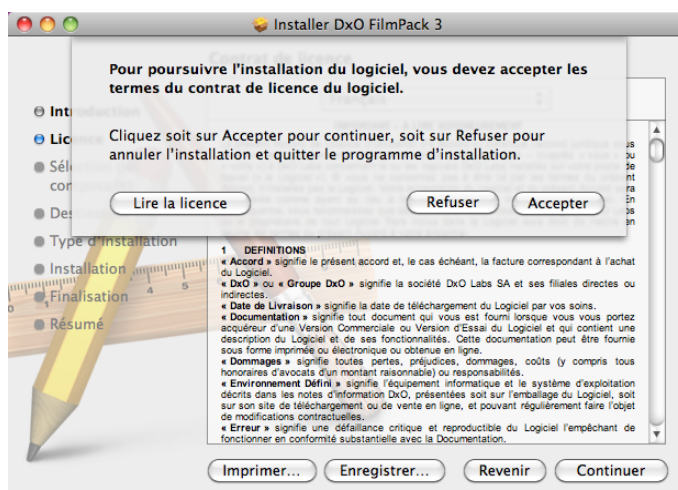 Installer DxO FilmPack 3
Pour poursuivre l'installation du logiciel, vous devez accepter les
termes du contrat de licence du logiciel.
Cliquez soit sur Accepter pour continuer, soit sur Refuser pour
annuler l'installation et quitter le programme d'installation.
Lire la licence
Refuser
Accepter
Type d'installation
Installation
4 5
Finalisation
Résumé
1 DEFINITIONS
« Accord » signifie le présent accord et, le cas échéant, la facture correspondant à l'achat
du Logiciel.
« DxO » ou « Groupe DxO » signifie la société DxO Labs SA et ses filiales directes ou
indirectes.
« Date de Livraison » signifie la date de téléchargement du Logiciel par vos soins.
« Documentation » signifie tout document qui vous est fourni lorsque vous vous portez
acquéreur d'une Version Commerciale ou Version d'Essai du Logiciel et qui contient une
description du Logiciel et de ses fonctionnalités. Cette documentation peut être fournie
sous forme imprimée ou électronique ou obtenue en ligne.
« Dommages » signifie toutes pertes, préjudices, dommages, coûts (y compris tous
honoraires d'avocats d'un montant raisonnable) ou responsabilités.
« Environnement Défini » signifie l'équipement informatique et le système d'exploitation
décrits dans les notes d'information DxO, présentées soit sur l'emballage du Logiciel, soit
sur son site de téléchargement ou de vente en ligne, et pouvant régulièrement faire l'objet
de modifications contractuelles.
« Erreur » signifie une défaillance critique et reproductible du Logiciel l'empêchant de
fonctionner en conformité substantielle avec la Documentation.
Imprimer...
Enregistrer...
Revenir
Continuer